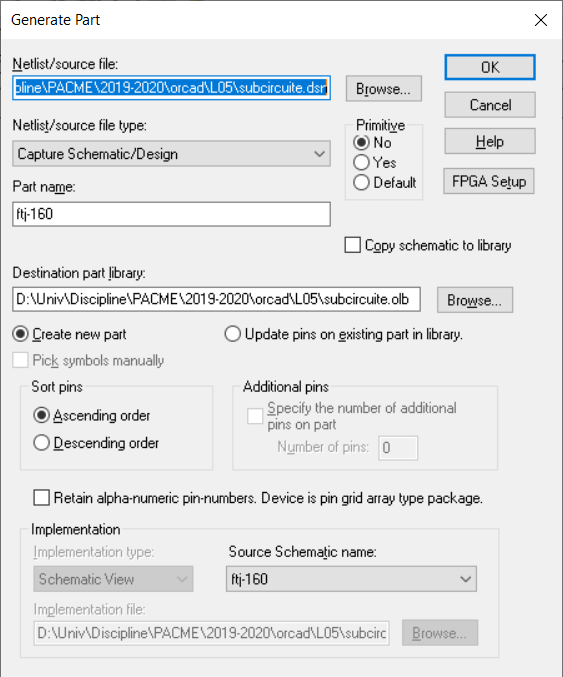 Generate Part
Netlist/source file:
pline\PACME\2019-2020\orcad\L05\subcircuite.dsn
Browse...
OK
Cancel
Help
FPGA Setup
Netlist/source file type:
Capture Schematic/Design
Primitive
No
Yes
Default
Part name:
ftj-160
Copy schematic to library
Destination part library:
D:\Univ\Discipline\PACME\2019-2020\orcad\L05\subcircuite.olb
Browse...
Create new part
Update pins on existing part in library.
Pick symbols manually
Sort pins
Ascending order
Descending order
Additional pins
Specify the number of additional
pins on part
Number of pins:
0
Retain alpha-numeric pin-numbers. Device is pin grid array type package.
Implementation
Implementation type:
Schematic View
Source Schematic name:
ftj-160
Implementation file:
D:\Univ\Discipline\PACME\2019-2020\orcad\L05\subcirc
Browse...